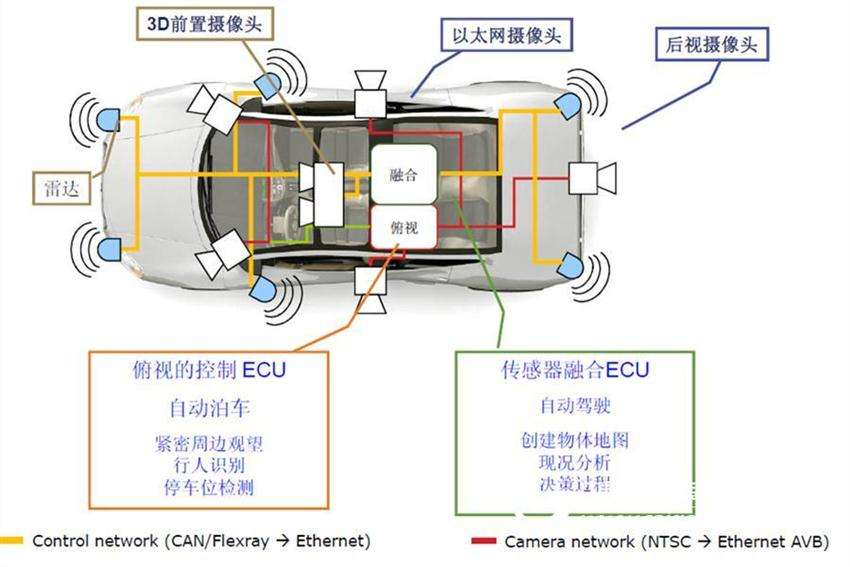 3D前置摄像头
以太网摄像头
后视摄像头
雷达
融合
俯视
俯视的控制 ECU
自动泊车
紧密周边观望
行人识别
停车位检测
传感器融合ECU
自动驾驶
创建物体地图
现况分析
决策过程
Control network (CAN/Flexray → Ethernet)
Camera network (NTSC → Ethernet AVB)